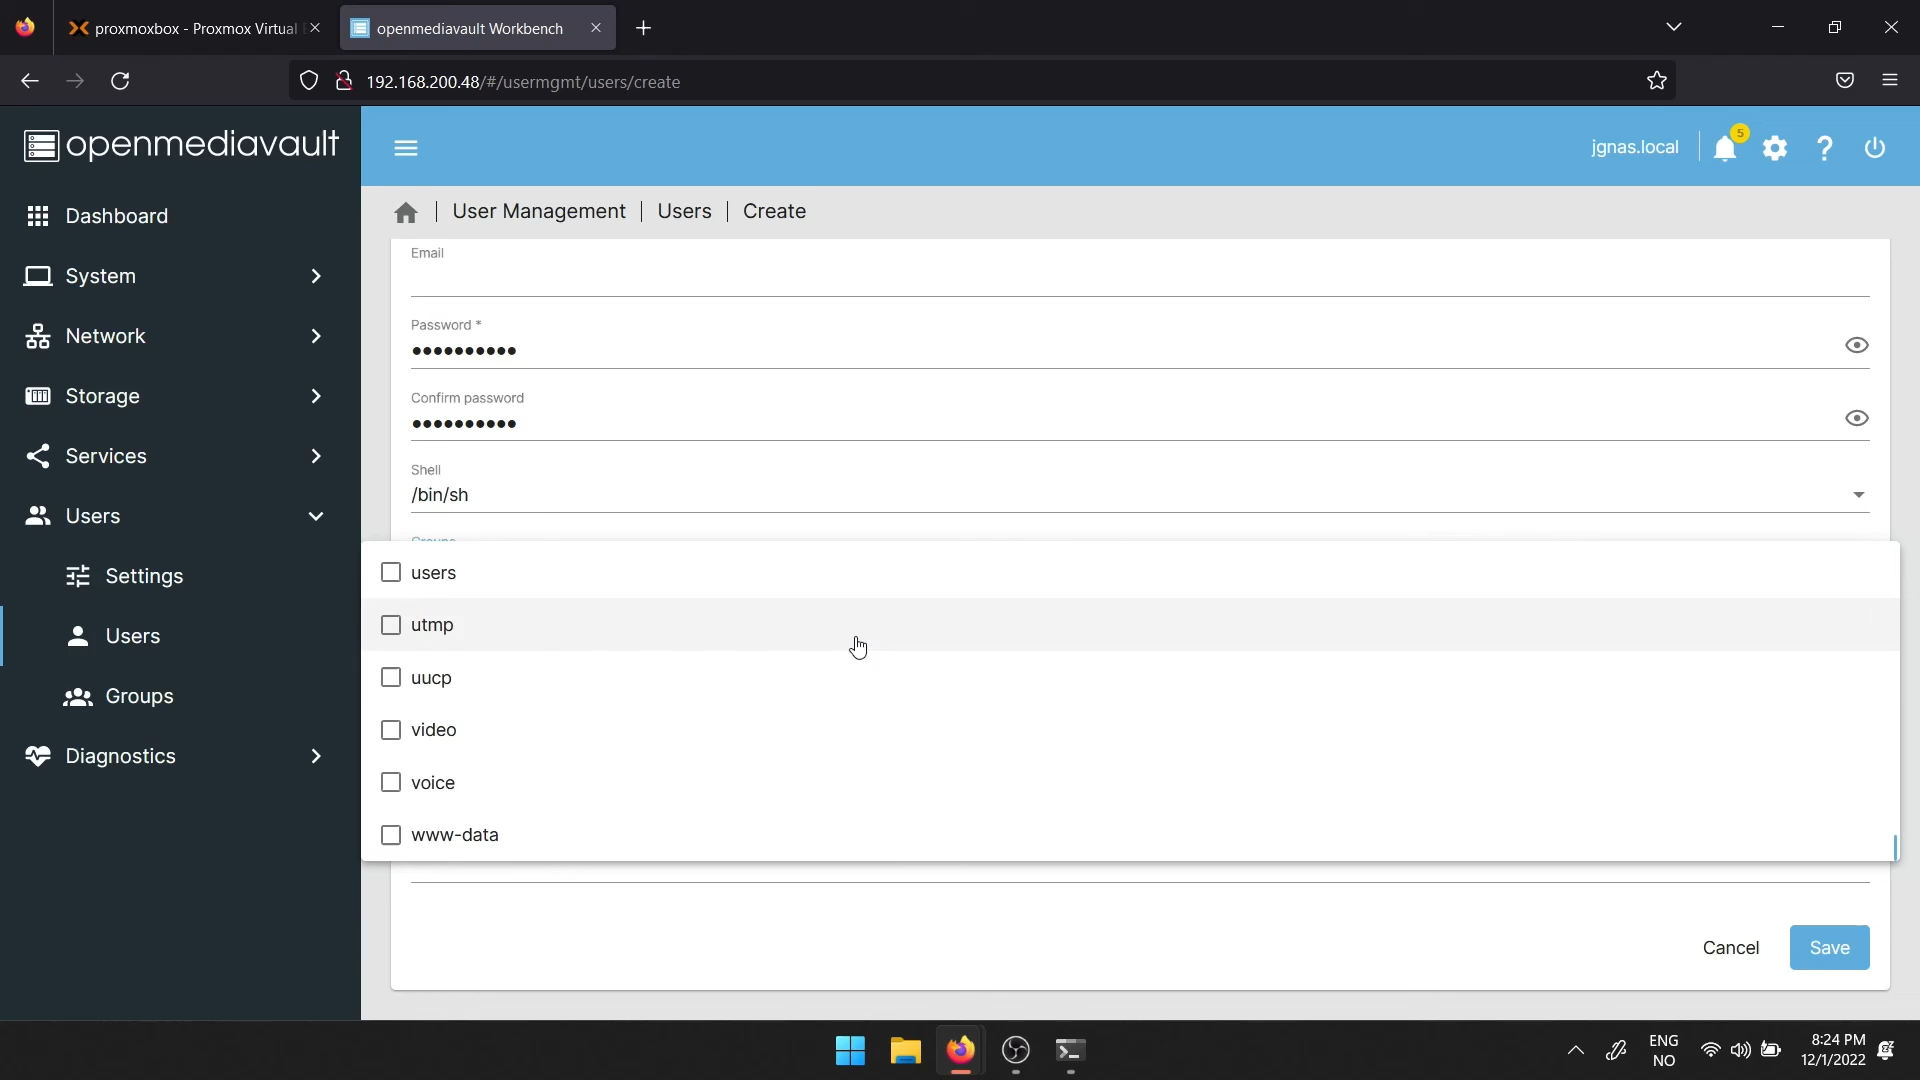 proxmoxbox - Proxmox Virtual
openmediavault Workbench
192.168.200.48/#/usermgmt/users/create
openmediavault
jgnas.local
5
User Management | Users | Create
Dashboard
System
Network
Storage
Services
Users
Settings
Users
Groups
Diagnostics
Email
Password *
Confirm password
Shell
/bin/sh
Groups
users
utmp
uucp
video
voice
www-data
Cancel
Save
ENG
NO
8:24 PM
12/1/2022